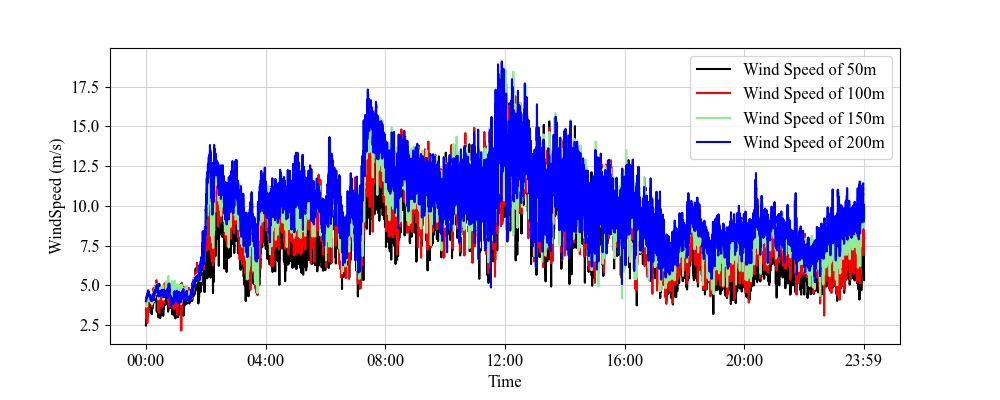 Wind Speed of 50m
Wind Speed of 100m
Wind Speed of 150m
Wind Speed of 200m
WindSpeed (m/s)
17.5
15.0
12.5
10.0
7.5
5.0
2.5
00:00
04:00
08:00
12:00
16:00
20:00
23:59
Time